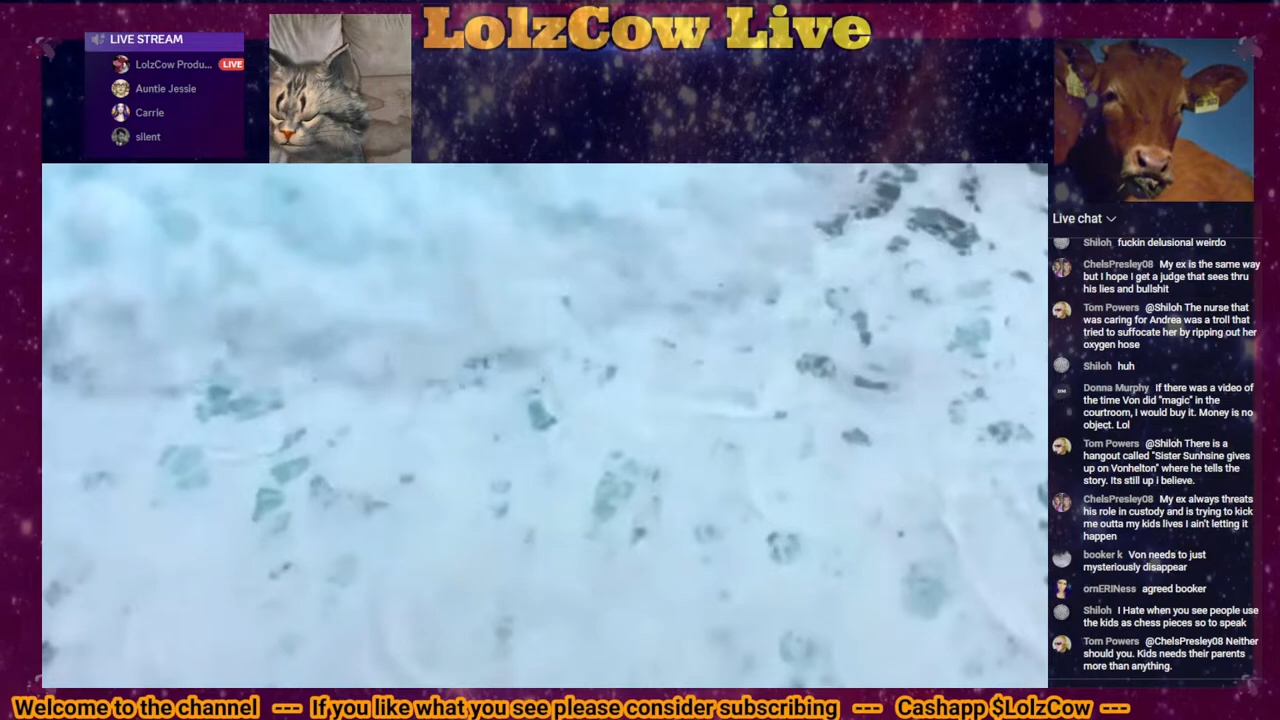 LolzCow Live
LIVE STREAM
LolzCow Produ... LIVE
Auntie Jessie
Carrie
silent
Live chat
Shiloh fuckin delusional weirdo
ChelsPresley08 My ex is the same way
but I hope I get a judge that sees thru
his lies and bullshit
Tom Powers @Shiloh The nurse that
was caring for Andrea was a troll that
tried to suffocate her by ripping out her
oxygen hose
Shiloh huh
Donna Murphy If there was a video of
the time Von did "magic" in the
courtroom, I would buy it. Money is no
object. Lol
Tom Powers @Shiloh There is a
hangout called "Sister Sunhsine gives
up on Vonhelton" where he tells the
story. Its still up i believe.
ChelsPresley08 My ex always threats
his role in custody and is trying to kick
me outta my kids lives I ain't letting it
happen
booker k Von needs to just
mysteriously disappear
ornERINess agreed booker
Shiloh I Hate when you see people use
the kids as chess pieces so to speak
Tom Powers @ChelsPresley08 Neither
should you. Kids needs their parents
more than anything.
Welcome to the channel --- If you like what you see please consider subscribing --- Cashapp $LolzCow ---